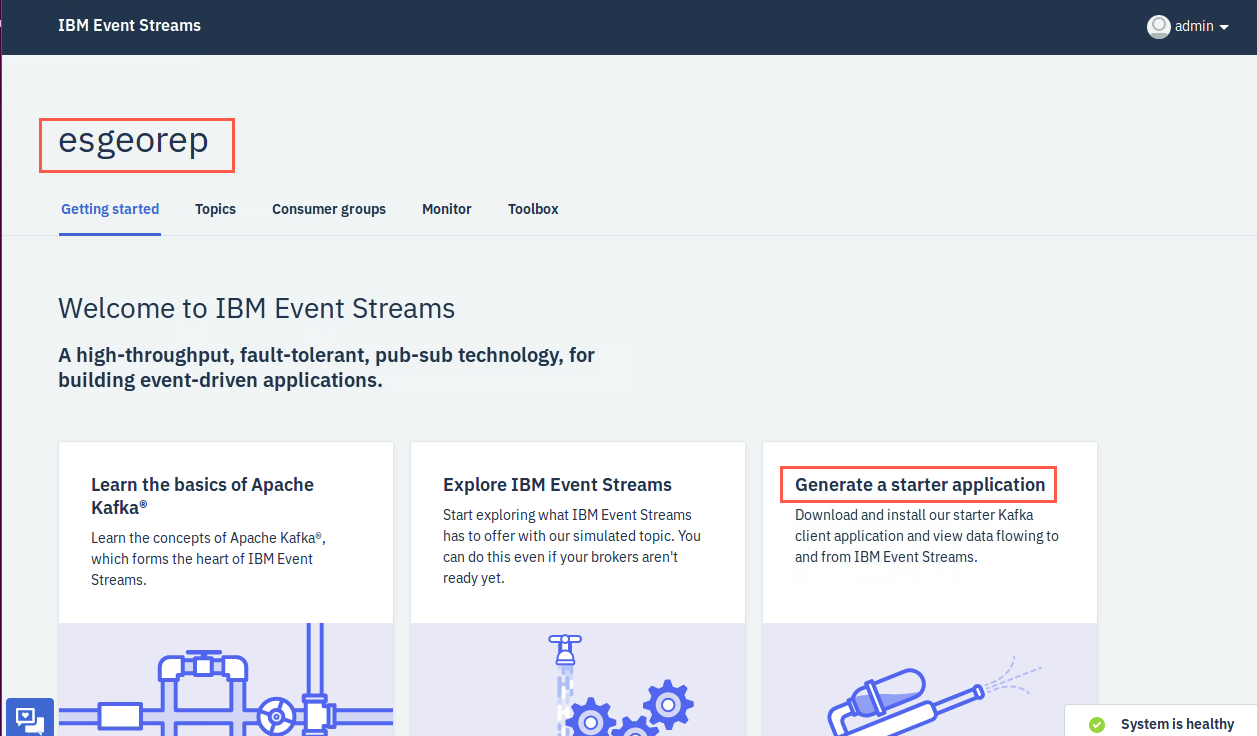 IBM Event Streams
admin
esgeorep
Getting started
Topics
Consumer groups
Monitor
Toolbox
Welcome to IBM Event Streams
A high-throughput, fault-tolerant, pub-sub technology, for
building event-driven applications.
Learn the basics of Apache
Kafka®
Learn the concepts of Apache Kafka®,
which forms the heart of IBM Event
Streams.
Explore IBM Event Streams
Start exploring what IBM Event Streams
has to offer with our simulated topic. You
can do this even if your brokers aren't
ready yet.
Generate a starter application
Download and install our starter Kafka
client application and view data flowing to
and from IBM Event Streams.
System is healthy